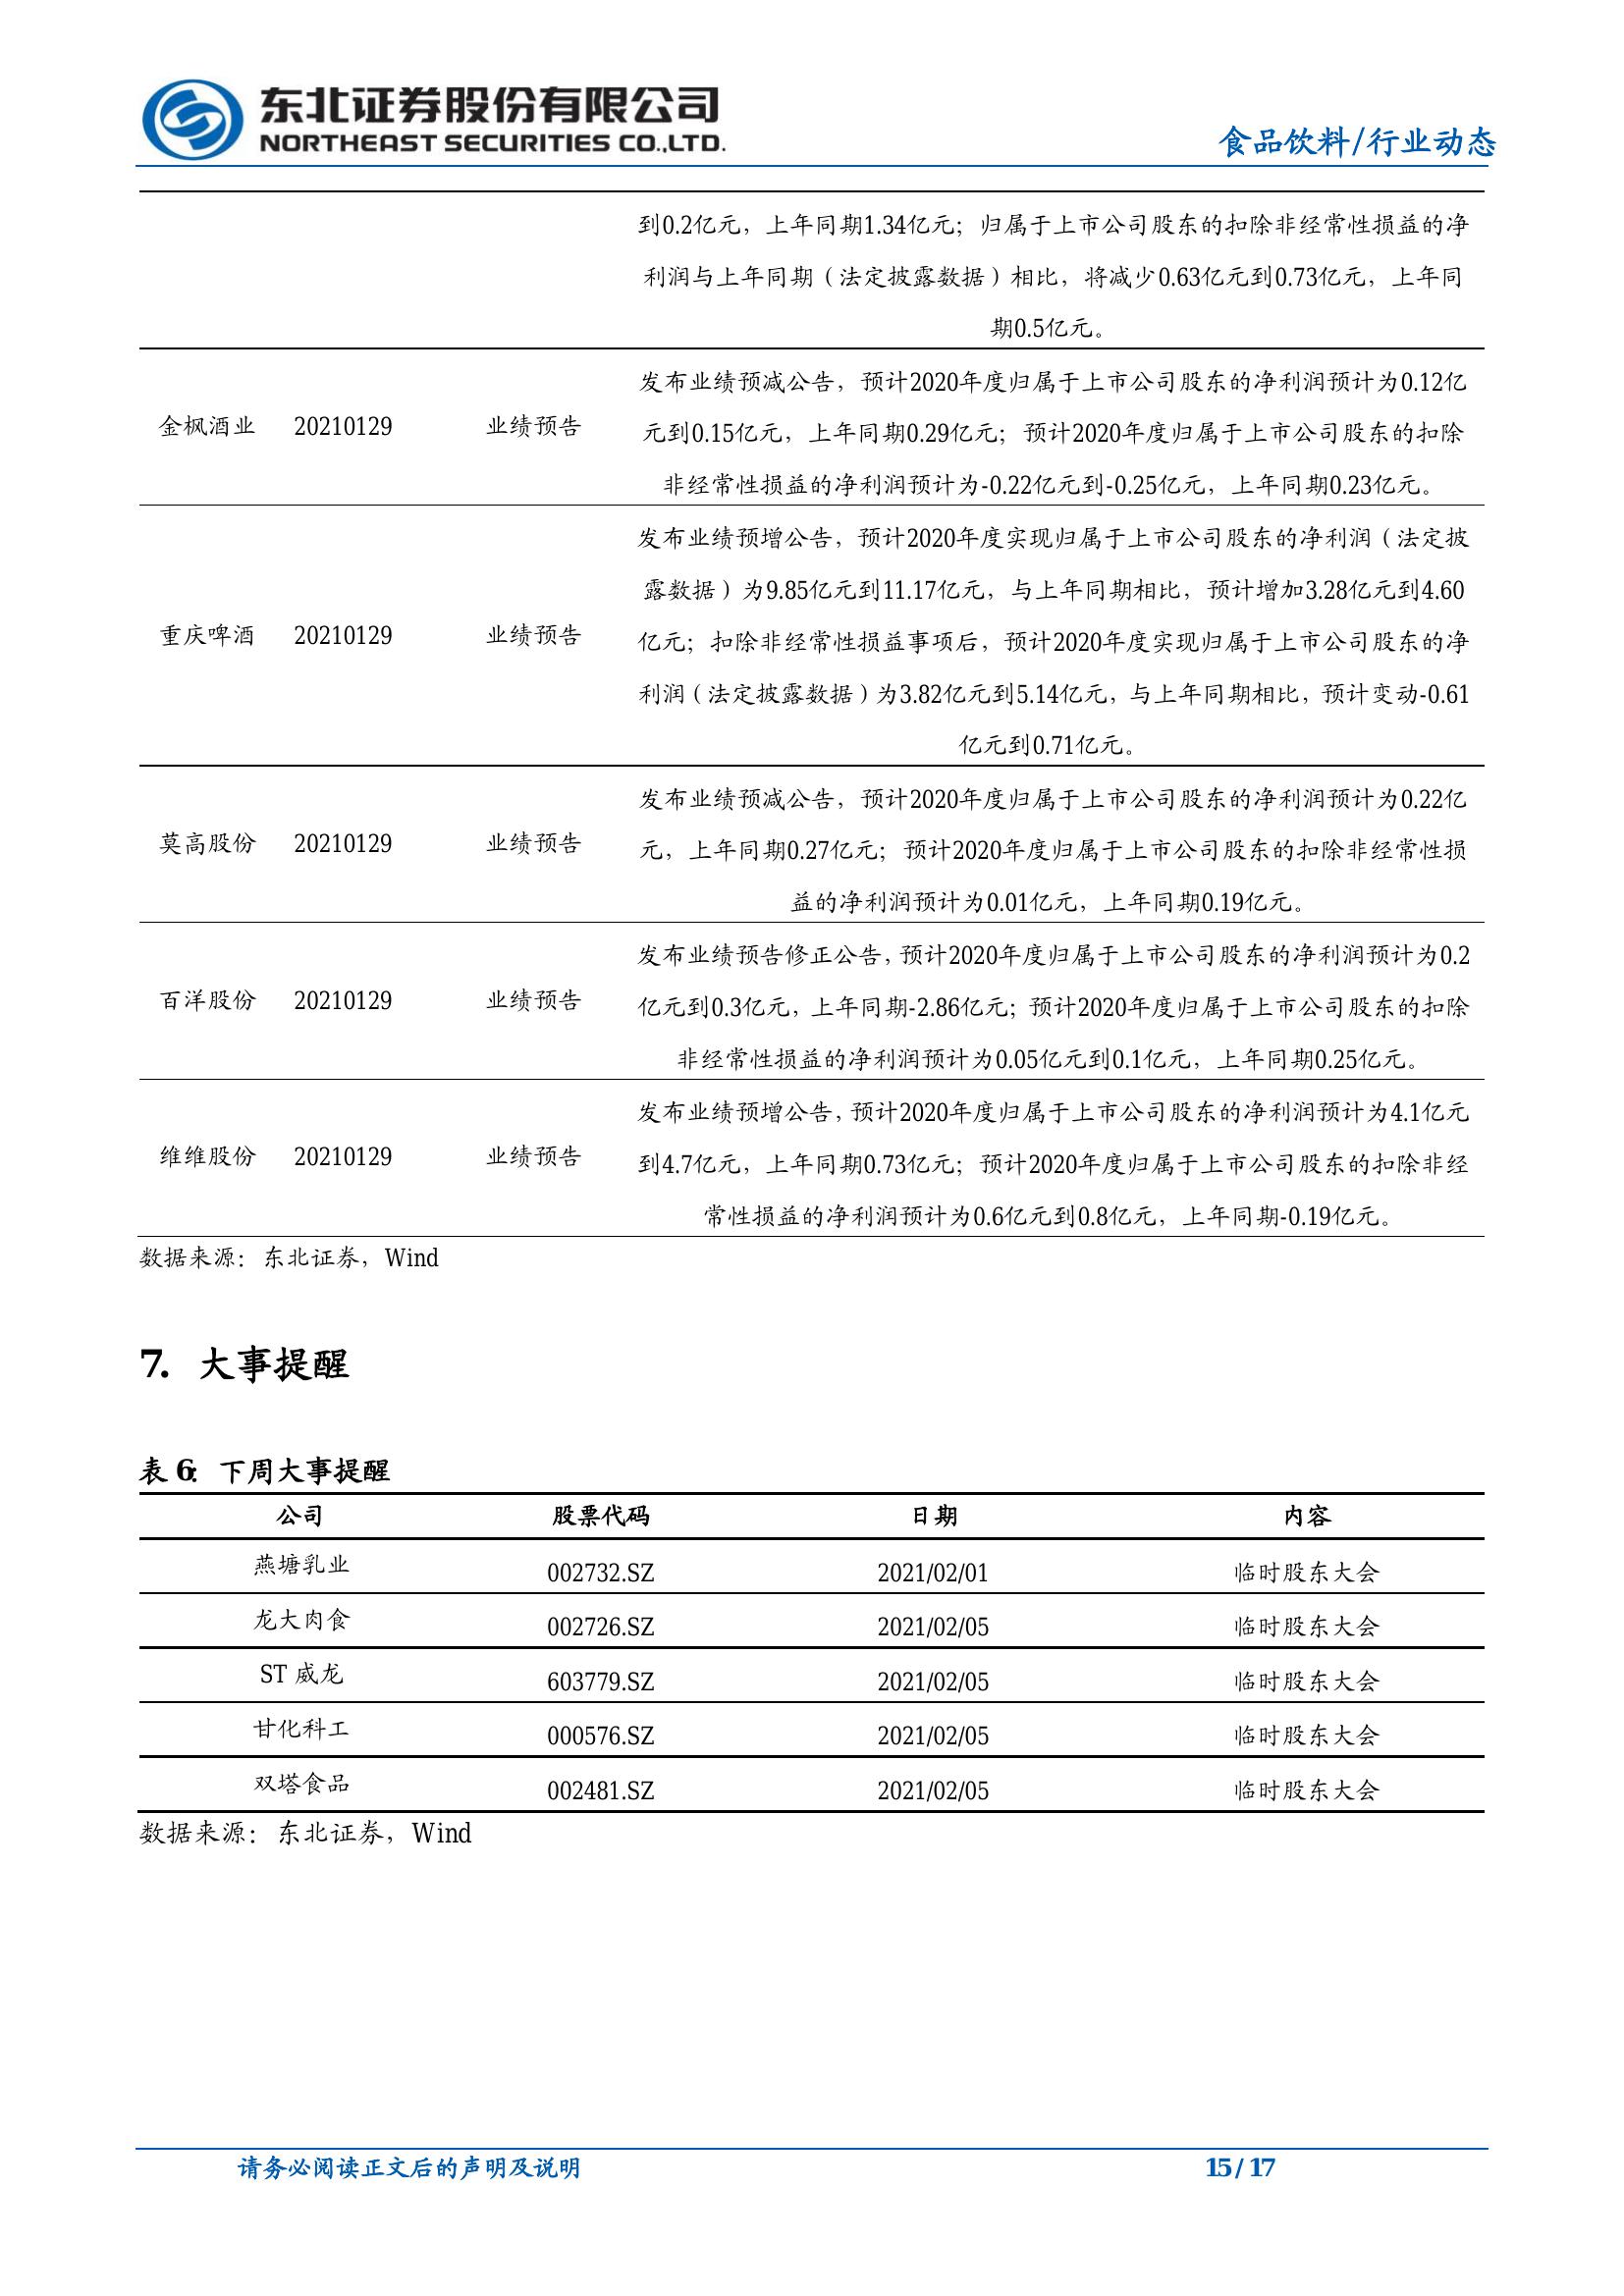 东北证券股份有限公司
NORTHEAST SECURITIES CO.,LTD.
食品饮料/行业动态
到0.2亿元，上年同期1.34亿元；归属于上市公司股东的扣除非经常性损益的净
利润与上年同期（法定披露数据）相比，将减少0.63亿元到0.73亿元，上年同
期0.5亿元。
金枫酒业 20210129 业绩预告
发布业绩预减公告，预计2020年度归属于上市公司股东的净利润预计为0.12亿
元到0.15亿元，上年同期0.29亿元；预计2020年度归属于上市公司股东的扣除
非经常性损益的净利润预计为-0.22亿元到-0.25亿元，上年同期0.23亿元。
重庆啤酒 20210129 业绩预告
发布业绩预增公告，预计2020年度实现归属于上市公司股东的净利润（法定披
露数据）为9.85亿元到11.17亿元，与上年同期相比，预计增加3.28亿元到4.60
亿元；扣除非经常性损益事项后，预计2020年度实现归属于上市公司股东的净
利润（法定披露数据）为3.82亿元到5.14亿元，与上年同期相比，预计变动-0.61
亿元到0.71亿元。
莫高股份 20210129 业绩预告
发布业绩预减公告，预计2020年度归属于上市公司股东的净利润预计为0.22亿
元，上年同期0.27亿元；预计2020年度归属于上市公司股东的扣除非经常性损
益的净利润预计为0.01亿元，上年同期0.19亿元。
百洋股份 20210129 业绩预告
发布业绩预告修正公告，预计2020年度归属于上市公司股东的净利润预计为0.2
亿元到0.3亿元，上年同期-2.86亿元；预计2020年度归属于上市公司股东的扣除
非经常性损益的净利润预计为0.05亿元到0.1亿元，上年同期0.25亿元。
维维股份 20210129 业绩预告
发布业绩预增公告，预计2020年度归属于上市公司股东的净利润预计为4.1亿元
到4.7亿元，上年同期0.73亿元；预计2020年度归属于上市公司股东的扣除非经
常性损益的净利润预计为0.6亿元到0.8亿元，上年同期-0.19亿元。
数据来源：东北证券，Wind
7. 大事提醒
表 6：下周大事提醒
公司 股票代码 日期 内容
燕塘乳业 002732.SZ 2021/02/01 临时股东大会
龙大肉食 002726.SZ 2021/02/05 临时股东大会
ST 威龙 603779.SZ 2021/02/05 临时股东大会
甘化科工 000576.SZ 2021/02/05 临时股东大会
双塔食品 002481.SZ 2021/02/05 临时股东大会
数据来源：东北证券，Wind
请务必阅读正文后的声明及说明 15 / 17